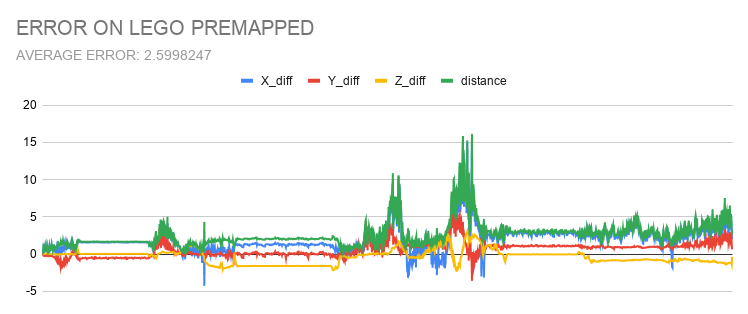 ERROR ON LEGO PREMAPPED
AVERAGE ERROR: 2.5998247
X_diff Y_diff Z_diff distance
20
15
10
5
0
-5